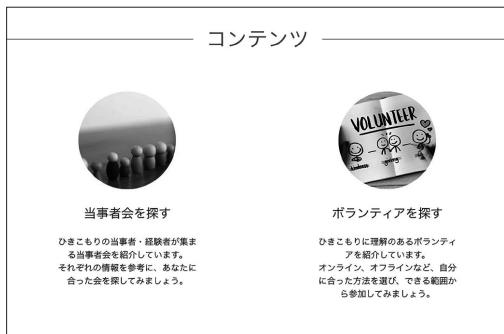 コンテンツ
VOLUNTEER
kindness
giving
当事者会を探す
ひきこもりの当事者・経験者が集ま
る当事者会を紹介しています。
それぞれの情報を参考に、あなたに
合った会を探してみましょう。
ボランティアを探す
ひきこもりに理解のあるボランティ
アを紹介しています。
オンライン、オフラインなど、自分
に合った方法を選び、できる範囲か
ら参加してみましょう。